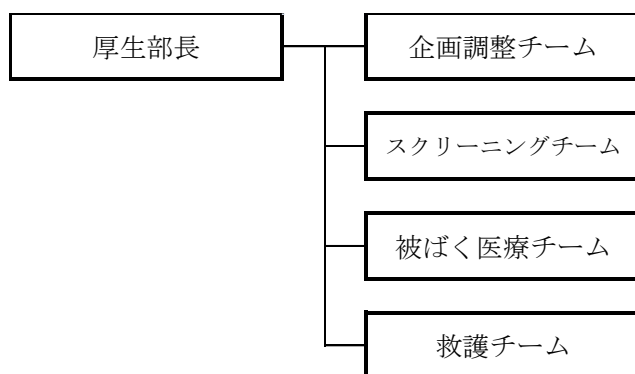 厚生部長
企画調整チーム
スクリーニングチーム
被ばく医療チーム
救護チーム